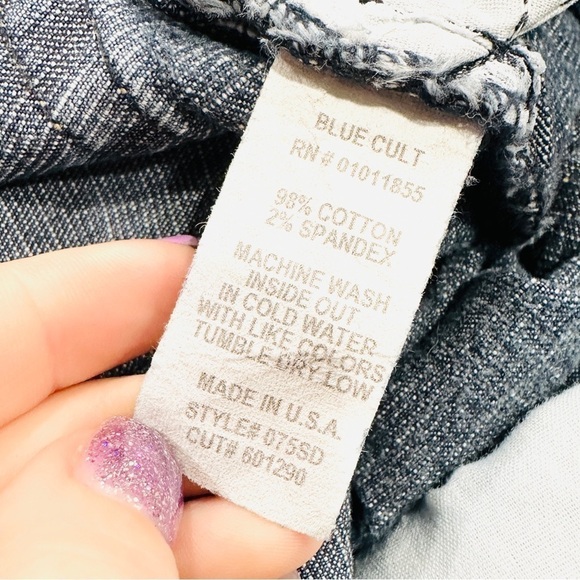 BLUE CULT
RN # 01011855
98% COTTON
2% SPANDEX
MACHINE WASH
INSIDE OUT
IN COLD WATER
WITH LIKE COLORS
TUMBLE DRY LOW
MADE IN U.S.A.
STYLE# 075SD
CUT# 601290